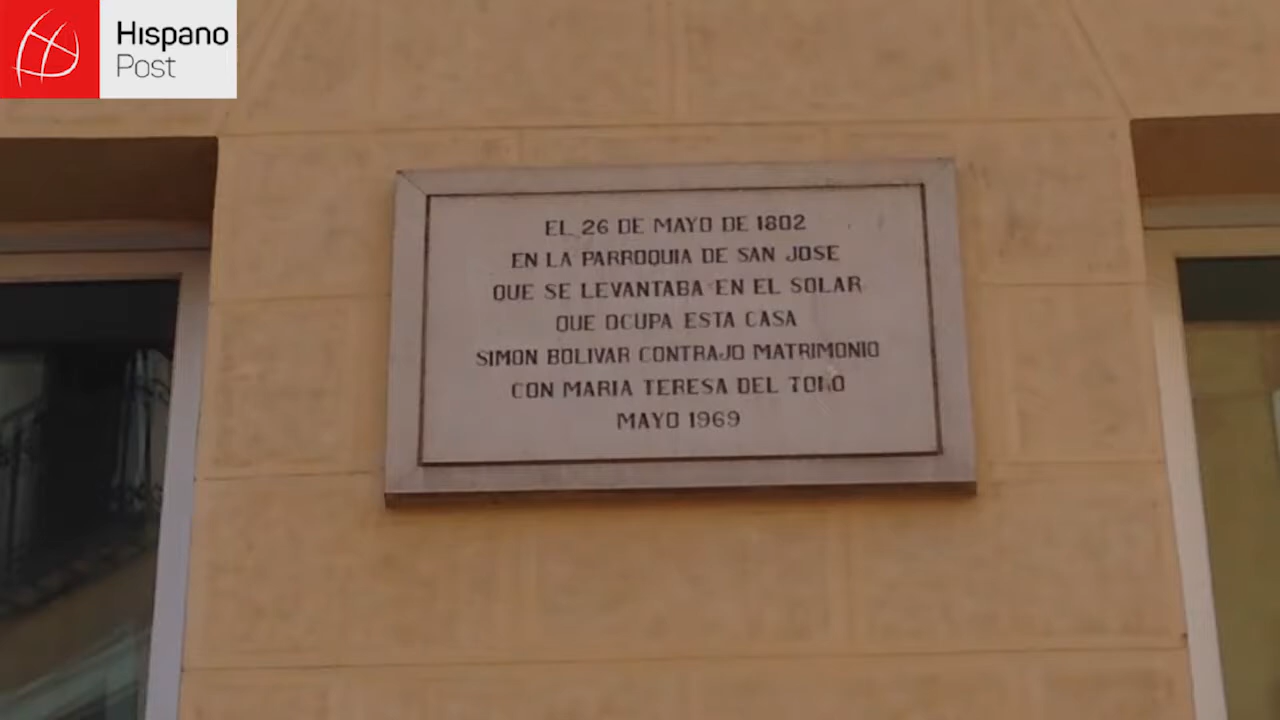 Hispano
Post
EL 26 DE MAYO DE 1802
EN LA PARROQUIA DE SAN JOSE
QUE SE LEVANTABA EN EL SOLAR
QUE OCUPA ESTA CASA
SIMON BOLIVAR CONTRAJO MATRIMONIO
CON MARIA TERESA DEL TORO
MAYO 1969